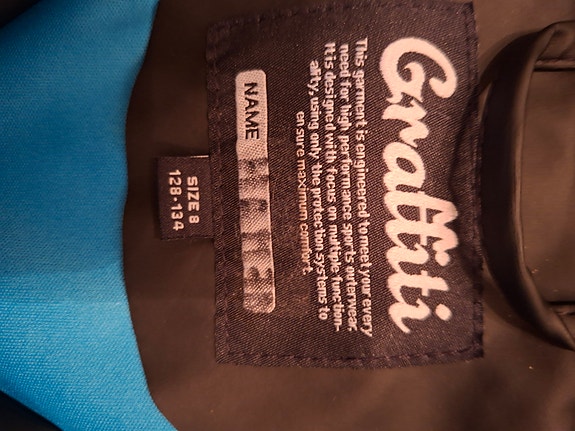 Graffiti
This garment is engineered to meet your every
need for high performance sports outerwear.
It is designed with focus on multiple function-
ality, using only the protection systems to
ensure maximum comfort.
NAME
SIZE 8
128-134